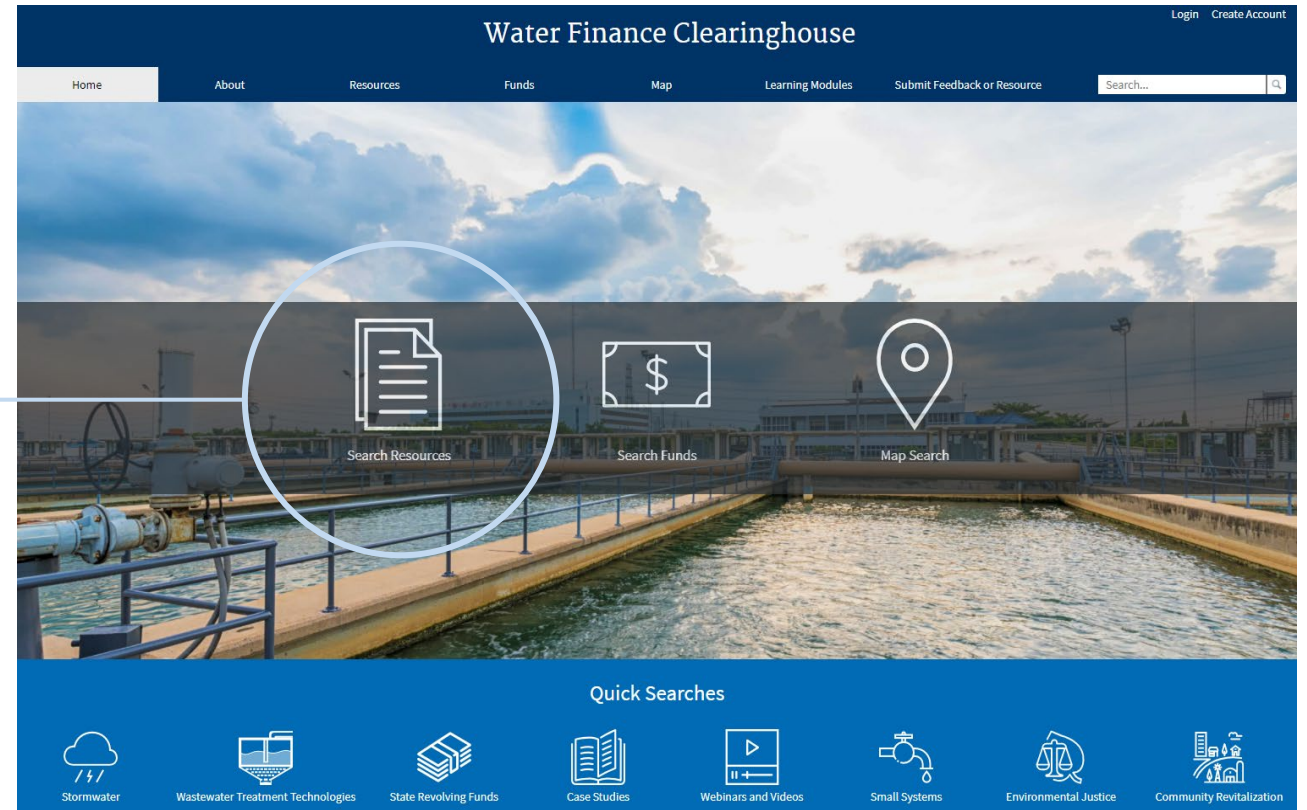 Login Create Account
Water Finance Clearinghouse
Home About Resources Funds Map Learning Modules Submit Feedback or Resource Search...
$
Search Resources Search Funds Map Search
Quick Searches
Stormwater Wastewater Treatment Technologies State Revolving Funds Case Studies Webinars and Videos Small Systems Environmental Justice Community Revitalization